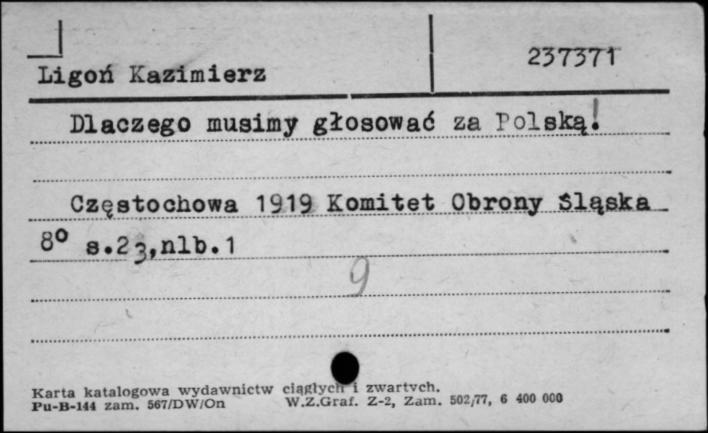 237371
Ligoń Kazimierz
Dlaczego musimy głosować za Polską!
Częstochowa 1919 Komitet Obrony Śląska
8° s.23,nlb.1
9
Karta katalogowa wydawnictw ciągłych i zwartych.
Pu-B-144 zam. 567/DW/On W.Z.Graf. Z-2, Zam. 502/77, 6 400 000